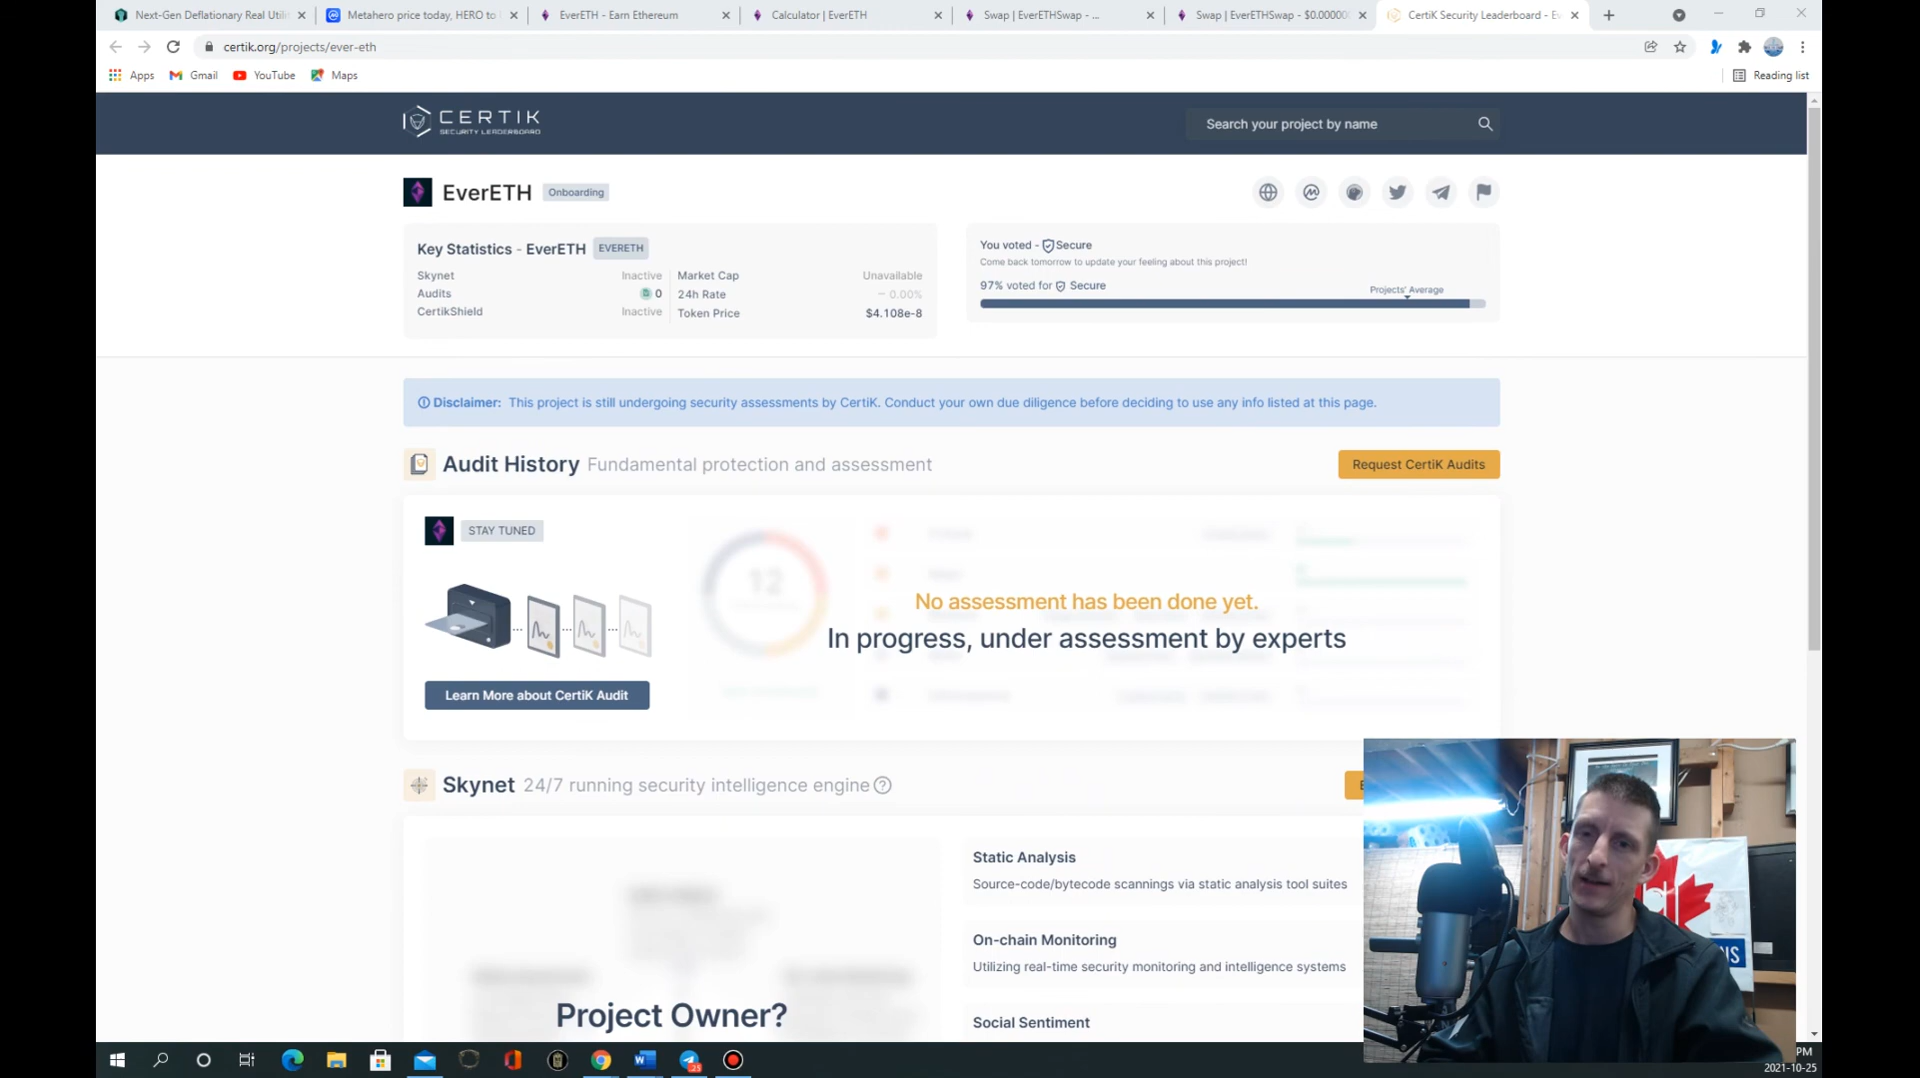 Next-Gen Deflationary Real Utili
Metahero price today, HERO to
EverETH - Earn Ethereum
Calculator | EverETH
Swap | EverETHSwap - ...
Swap | EverETHSwap - $0.00000
CertiK Security Leaderboard - Ev
certik.org/projects/ever-eth
Apps
Gmail
YouTube
Maps
Reading list
CERTIK
SECURITY LEADERBOARD
Search your project by name
EverETH
Onboarding
Key Statistics - EverETH
EVERETH
Skynet
Inactive
Market Cap
Unavailable
Audits
0
24h Rate
– 0.00%
CertikShield
Inactive
Token Price
$4.108e-8
You voted - Secure
Come back tomorrow to update your feeling about this project!
97% voted for Secure
Projects' Average
Disclaimer: This project is still undergoing security assessments by CertiK. Conduct your own due diligence before deciding to use any info listed at this page.
Audit History
Fundamental protection and assessment
Request CertiK Audits
STAY TUNED
12
No assessment has been done yet.
In progress, under assessment by experts
Learn More about CertiK Audit
Skynet
24/7 running security intelligence engine
Static Analysis
Source-code/bytecode scannings via static analysis tool suites
On-chain Monitoring
Utilizing real-time security monitoring and intelligence systems
Social Sentiment
Project Owner?
25
PM
2021-10-25